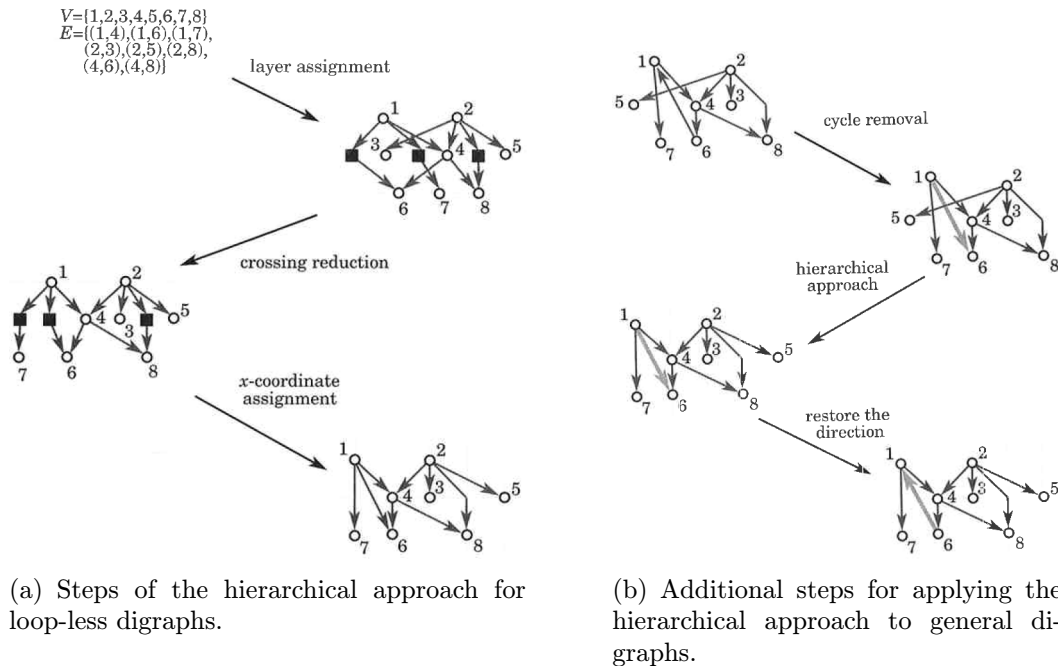 V={1,2,3,4,5,6,7,8}
E={(1,4),(1,6),(1,7),
(2,3),(2,5),(2,8),
(4,6),(4,8)}
layer assignment
1 2
3 4 5
6 7 8
crossing reduction
1 2
4 3 5
7 6 8
x-coordinate
assignment
1 2
4 3 5
7 6 8
(a) Steps of the hierarchical approach for
loop-less digraphs.
1 2
5 4 3
7 6 8
cycle removal
1 2
5 4 3
7 6 8
hierarchical
approach
1 2
4 3 5
7 6 8
restore the
direction
1 2
4 3 5
7 6 8
(b) Additional steps for applying the
hierarchical approach to general di-
graphs.